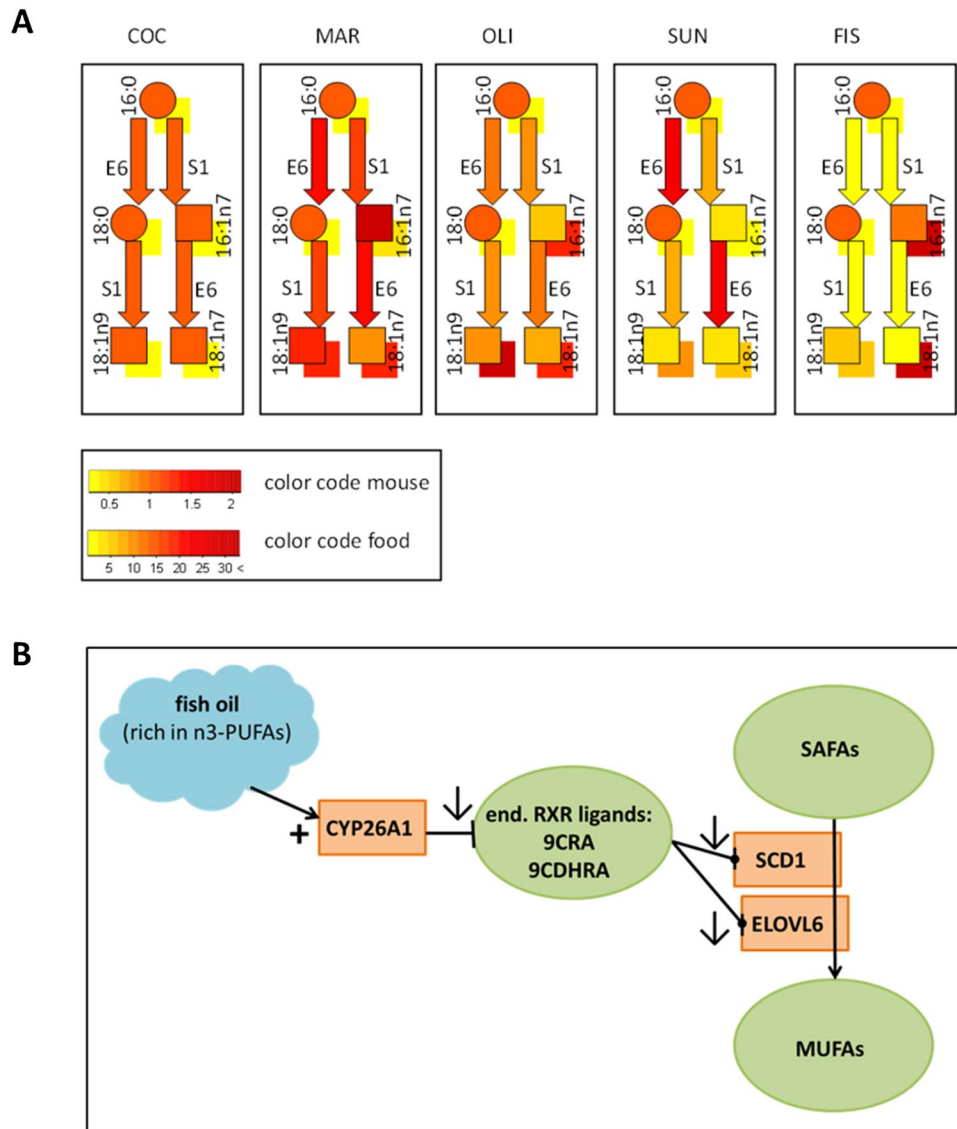 A
COC MAR OLI SUN FIS
16:0 16:0 16:0 16:0 16:0
E6 S1 E6 S1 E6 S1 E6 S1 E6 S1
18:0 16:1n7 18:0 16:1n7 18:0 16:1n7 18:0 16:1n7 18:0 16:1n7
S1 E6 S1 E6 S1 E6 S1 E6 S1 E6
18:1n9 18:1n7 18:1n9 18:1n7 18:1n9 18:1n7 18:1n9 18:1n7 18:1n9 18:1n7
color code mouse
0.5 1 1.5 2
color code food
5 10 15 20 25 30 <
B
fish oil
(rich in n3-PUFAs)
SAFAs
+ CYP26A1
end. RXR ligands:
9CRA
9CDHRA
SCD1
ELOVL6
MUFAs